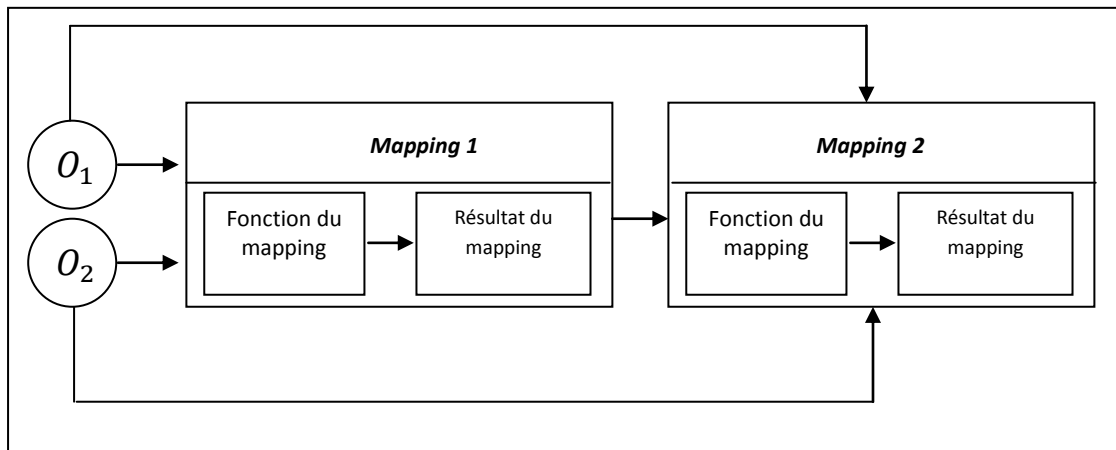 Mapping 1
Mapping 2
O₁
Fonction du
mapping
Résultat du
mapping
Fonction du
mapping
Résultat du
mapping
O₂